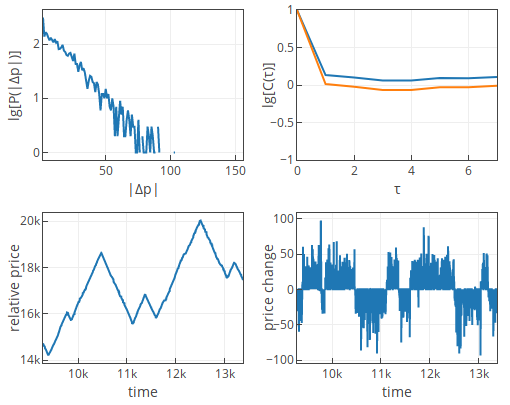 lg[P(|Δp|)]
2
1
0
50
100
150
|Δp|
lg[C(τ)]
1
0.5
0
−0.5
−1
0
2
4
6
τ
relative price
20k
18k
16k
14k
10k
11k
12k
13k
time
price change
100
50
0
−50
−100
10k
11k
12k
13k
time